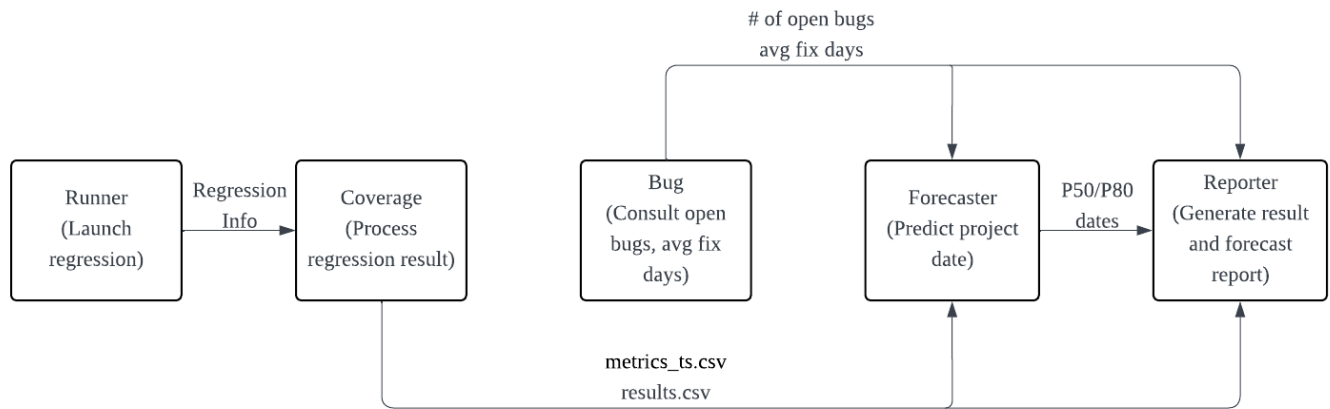 # of open bugs
avg fix days
Runner
(Launch
regression)
Regression
Info
Coverage
(Process
regression result)
Bug
(Consult open
bugs, avg fix
days)
Forecaster
(Predict project
date)
P50/P80
dates
Reporter
(Generate result
and forecast
report)
metrics_ts.csv
results.csv